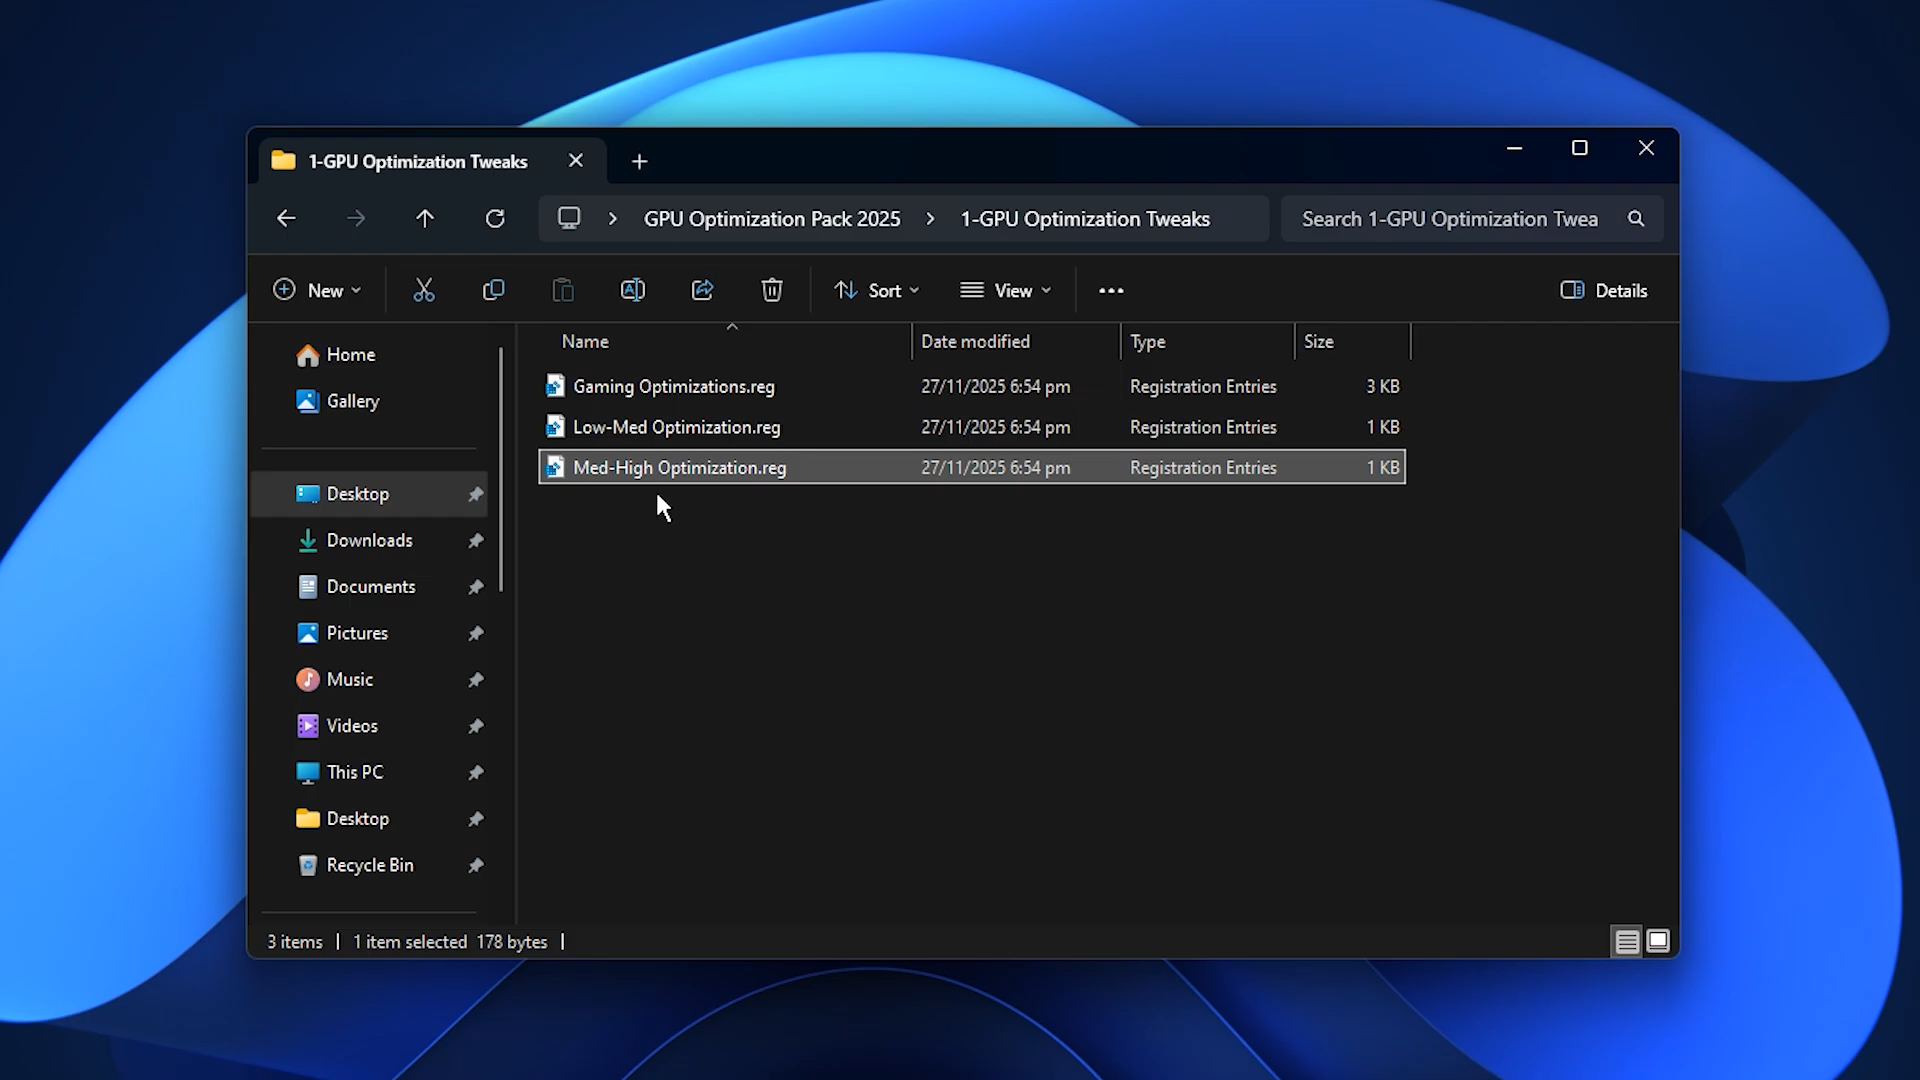 1-GPU Optimization Tweaks
GPU Optimization Pack 2025
1-GPU Optimization Tweaks
Search 1-GPU Optimization Twea
New
Sort
View
Details
Name Date modified Type Size
Gaming Optimizations.reg 27/11/2025 6:54 pm Registration Entries 3 KB
Low-Med Optimization.reg 27/11/2025 6:54 pm Registration Entries 1 KB
Med-High Optimization.reg 27/11/2025 6:54 pm Registration Entries 1 KB
Home
Gallery
Desktop
Downloads
Documents
Pictures
Music
Videos
This PC
Desktop
Recycle Bin
3 items | 1 item selected 178 bytes |